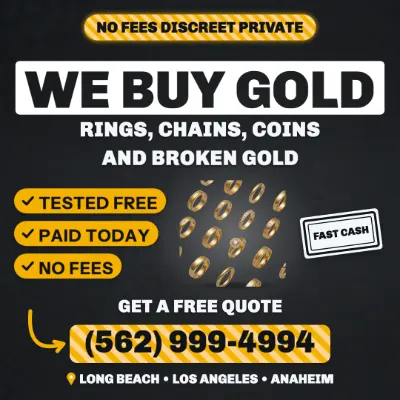 NO FEES DISCREET PRIVATE
WE BUY GOLD
RINGS, CHAINS, COINS
AND BROKEN GOLD
TESTED FREE
PAID TODAY
NO FEES
FAST CASH
GET A FREE QUOTE
(562) 999-4994
LONG BEACH • LOS ANGELES • ANAHEIM